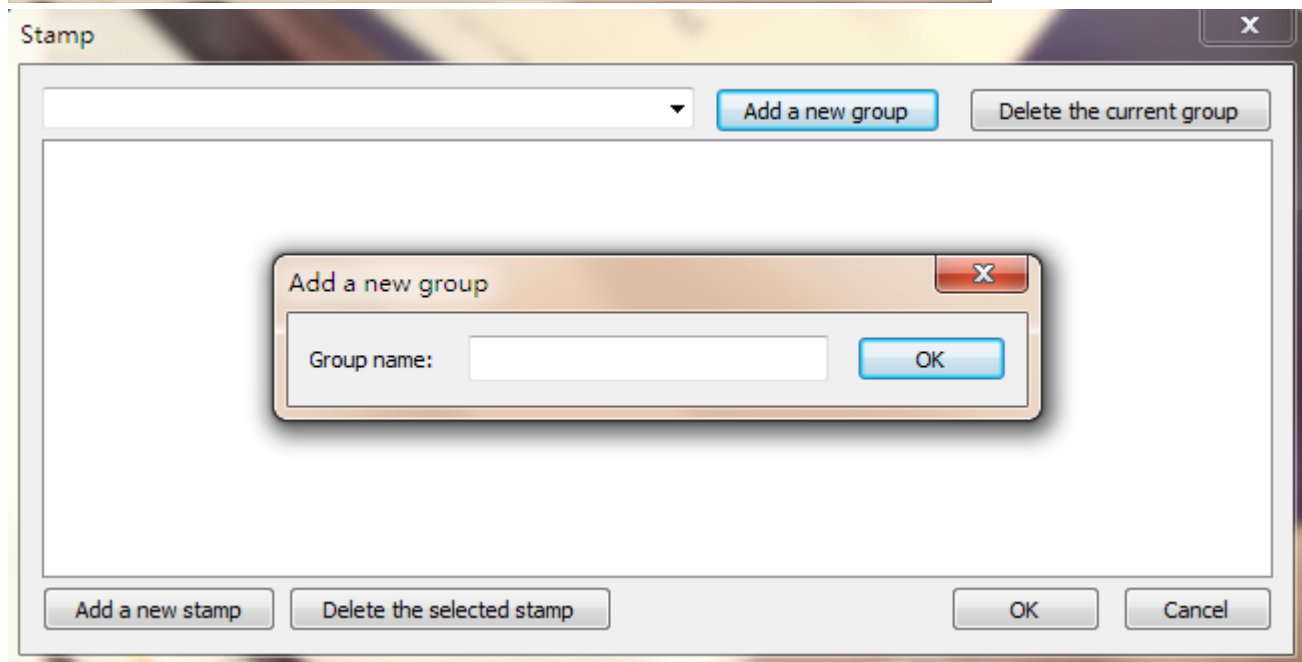 Stamp
Add a new group Delete the current group
Add a new group
Group name: OK
Add a new stamp Delete the selected stamp OK Cancel